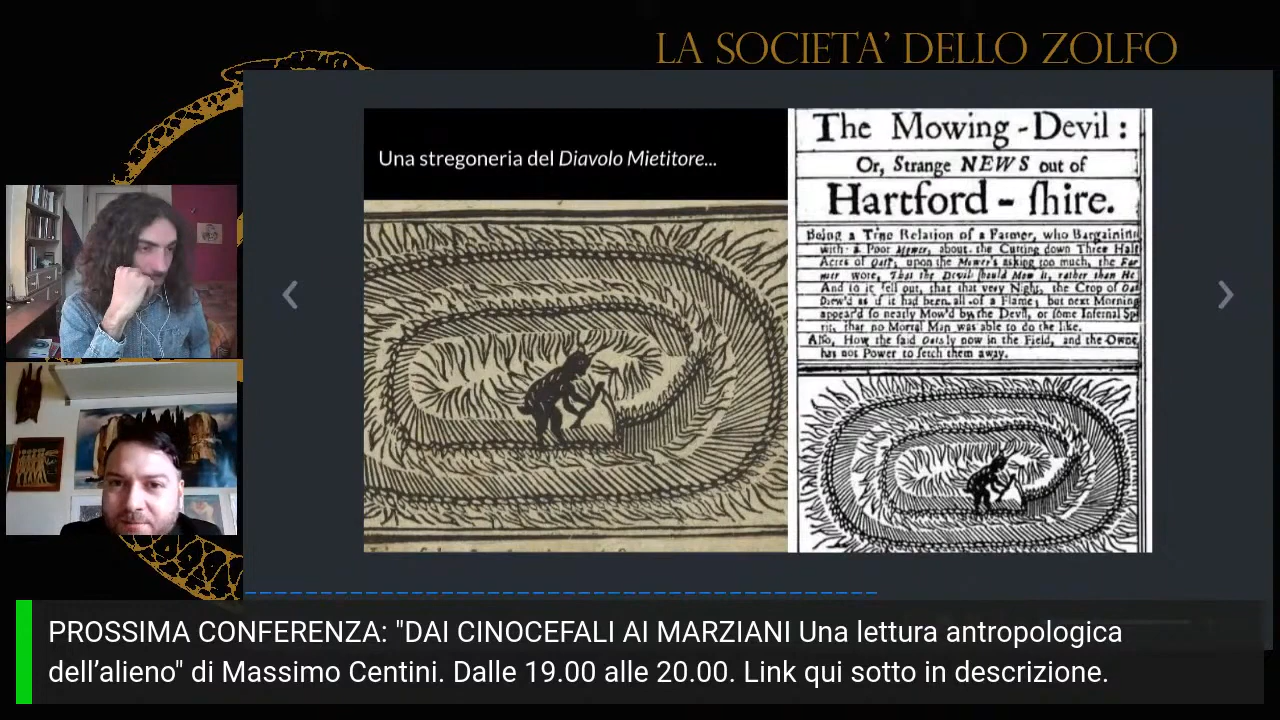 LA SOCIETA’ DELLO ZOLFO
Una stregoneria del Diavolo Mietitore...
The Mowing-Devil:
Or, Strange NEWS out of
Hartford-ſhire.
Being a True Relation of a Farmer, who Bargaining
with a Poor Mower, about the Cutting down Three Half
Acres of Oats, upon the Mower's asking too much, the Far
mer swore, That the Devil ſhould Mow it, rather than He
And ſo it fell out, that that very Night, the Crop of Oat
ſhew'd as if it had been all of a Flame; but next Morning
appear'd ſo neatly Mow'd by the Devil, or ſome Infernal Spi
rit, that no Mortal Man was able to do the like.
Alſo, How the ſaid Oats ly now in the Field, and the Owner
has not Power to fetch them away.
PROSSIMA CONFERENZA: "DAI CINOCEFALI AI MARZIANI Una lettura antropologica
dell’alieno" di Massimo Centini. Dalle 19.00 alle 20.00. Link qui sotto in descrizione.